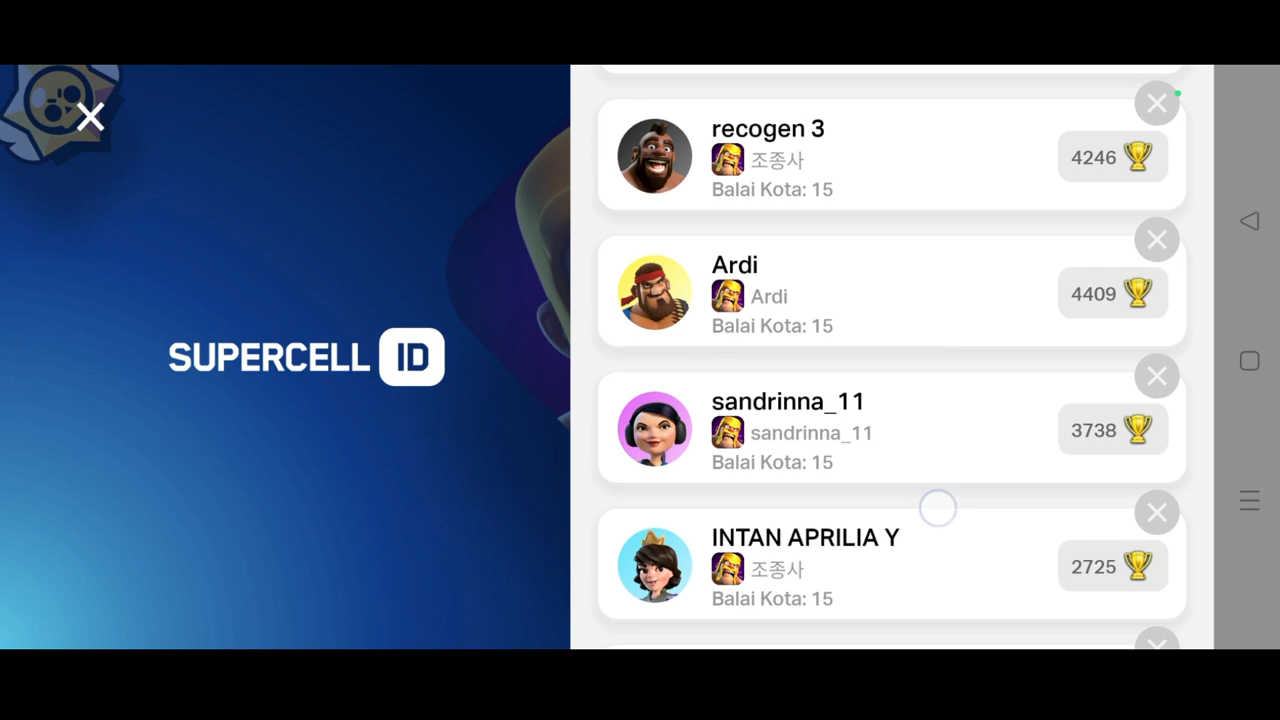 SUPERCELL ID
recogen 3
조종사
Balai Kota: 15
4246
Ardi
Ardi
Balai Kota: 15
4409
sandrinna_11
sandrinna_11
Balai Kota: 15
3738
INTAN APRILIA Y
조종사
Balai Kota: 15
2725